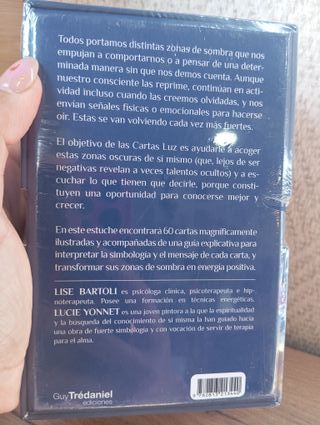 Todos portamos distintas zonas de sombra que nos
empujan a comportarnos o a pensar de una deter-
minada manera sin que nos demos cuenta. Aunque
nuestro consciente las reprime, continúan en acti-
vidad incluso cuando las creemos olvidadas, y nos
envían señales físicas o emocionales para hacerse
oír. Estas se van volviendo cada vez más fuertes.
El objetivo de las Cartas Luz es ayudarle a acoger
estas zonas oscuras de sí mismo (que, lejos de ser
negativas revelan a veces talentos ocultos) y a es-
cuchar lo que tienen que decirle, porque consti-
tuyen una oportunidad para conocerse mejor y
crecer.
En este estuche encontrará 60 cartas magníficamente
ilustradas y acompañadas de una guía explicativa para
interpretar la simbología y el mensaje de cada carta, y
transformar sus zonas de sombra en energía positiva.
LISE BARTOLI es psicóloga clínica, psicoterapeuta e hip-
noterapeuta. Posee una formación en técnicas energéticas.
LUCIE YONNET es una joven pintora a la que la espiritualidad
y la búsqueda del conocimiento de sí misma la han guiado hacia
una obra de fuerte simbología y con vocación de servir de terapia
para el alma.
Guy Trédaniel
ediciones